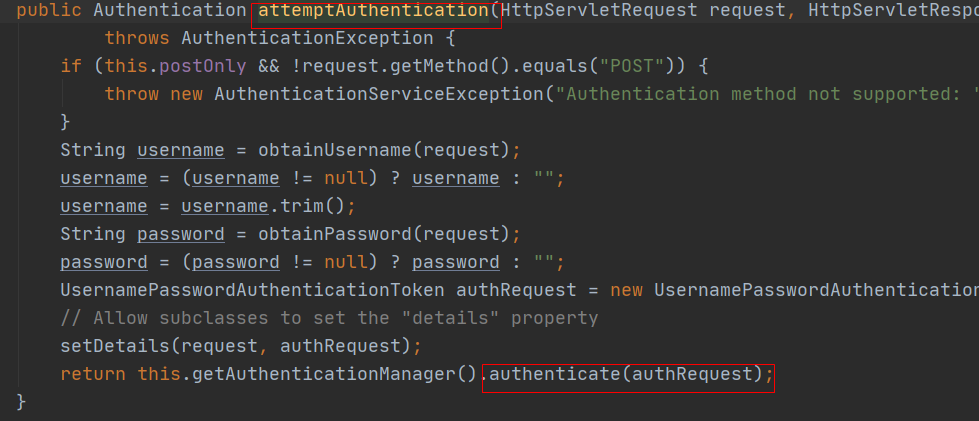 public Authentication attemptAuthentication(HttpServletRequest request, HttpServletRespo
throws AuthenticationException {
if (this.postOnly && !request.getMethod().equals("POST")) {
throw new AuthenticationServiceException("Authentication method not supported: "
}
String username = obtainUsername(request);
username = (username != null) ? username : "";
username = username.trim();
String password = obtainPassword(request);
password = (password != null) ? password : "";
UsernamePasswordAuthenticationToken authRequest = new UsernamePasswordAuthentication
// Allow subclasses to set the "details" property
setDetails(request, authRequest);
return this.getAuthenticationManager().authenticate(authRequest);
}